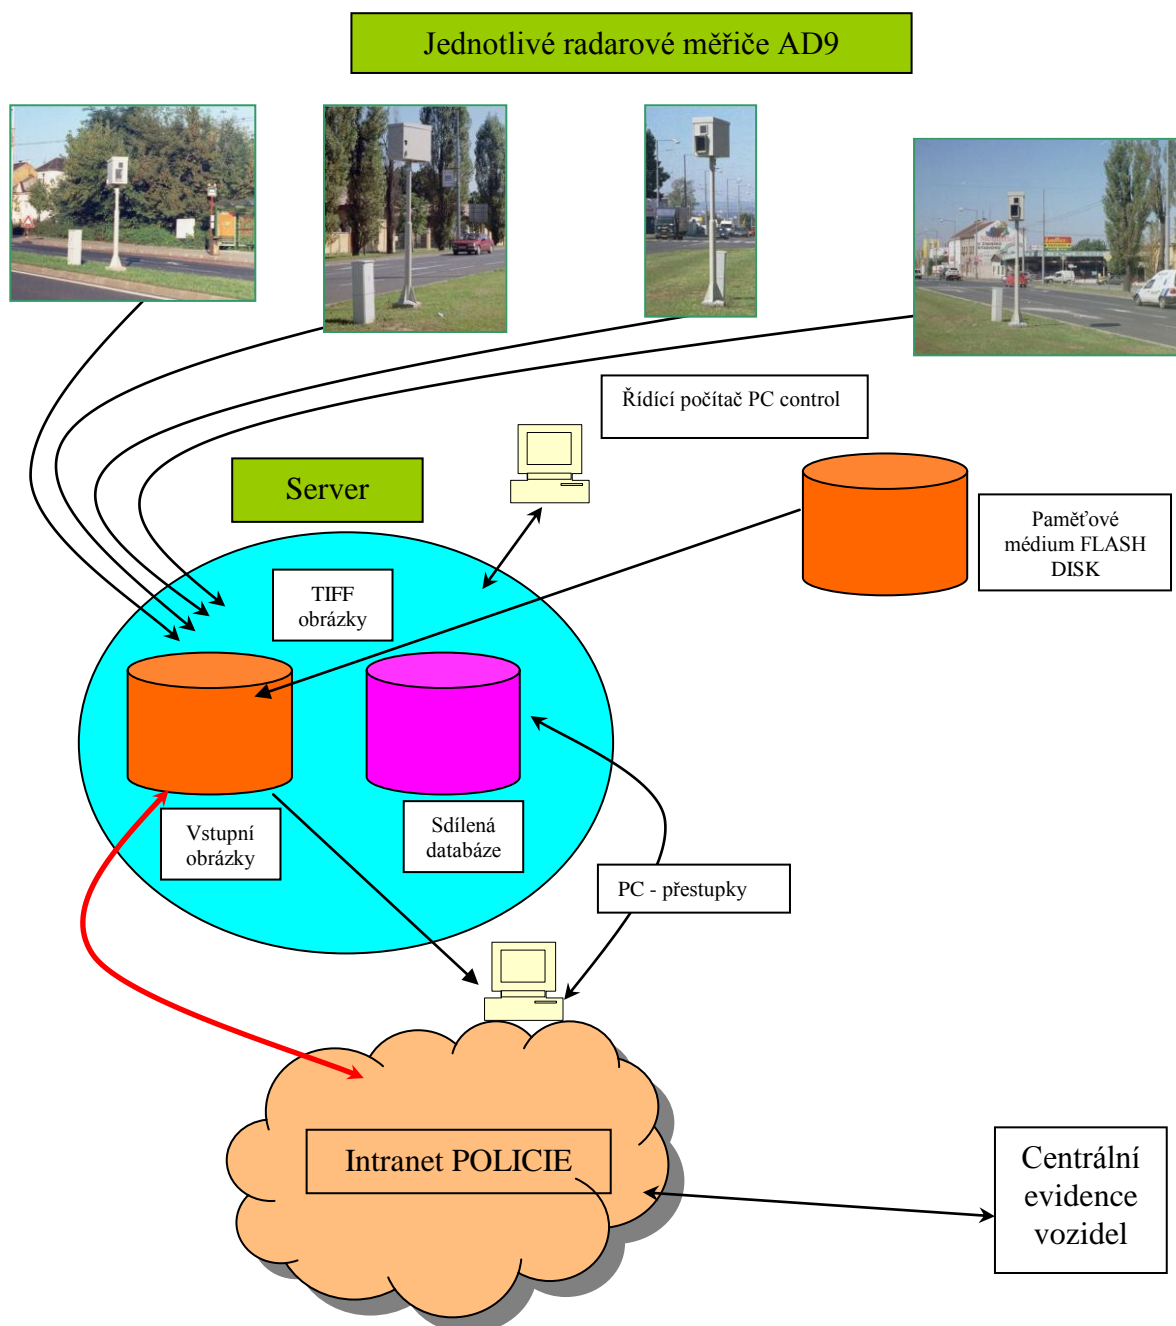 Jednotlivé radarové měřiče AD9
Řídící počítač PC control
Server
Paměťové
médium FLASH
DISK
TIFF
obrázky
Vstupní
obrázky
Sdílená
databáze
PC - přestupky
Intranet POLICIE
Centrální
evidence
vozidel